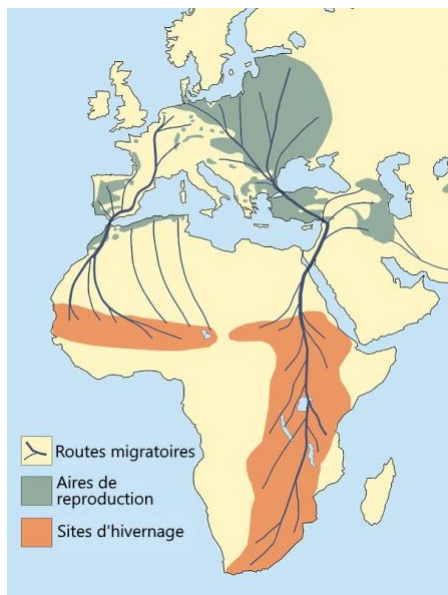 Routes migratoires
Aires de
reproduction
Sites d'hivernage